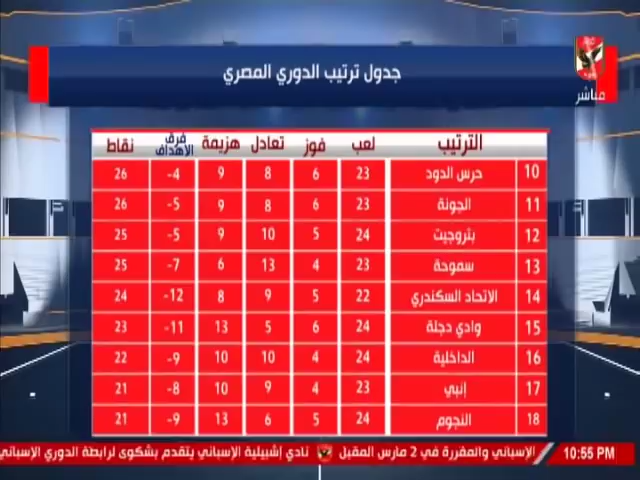 جدول ترتيب الدوري المصري
مباشر
الترتيب لعب فوز تعادل هزيمة فرق الاهداف نقاط
10 حرس الدود 23 6 8 9 -4 26
11 الجونة 23 6 8 9 -5 26
12 بتروجيت 24 5 10 9 -5 25
13 سموحة 23 4 13 6 -7 25
14 الاتحاد السكندري 22 5 9 8 -12 24
15 وادي دجلة 24 6 5 13 -11 23
16 الداخلية 24 4 10 10 -9 22
17 إنبي 23 4 9 10 -8 21
18 النجوم 24 5 6 13 -9 21
الإسباني والمقررة في 2 مارس المقبل نادي إشبيلية الإسباني يتقدم بشكوى لرابطة الدوري الإسباني
10:55 PM